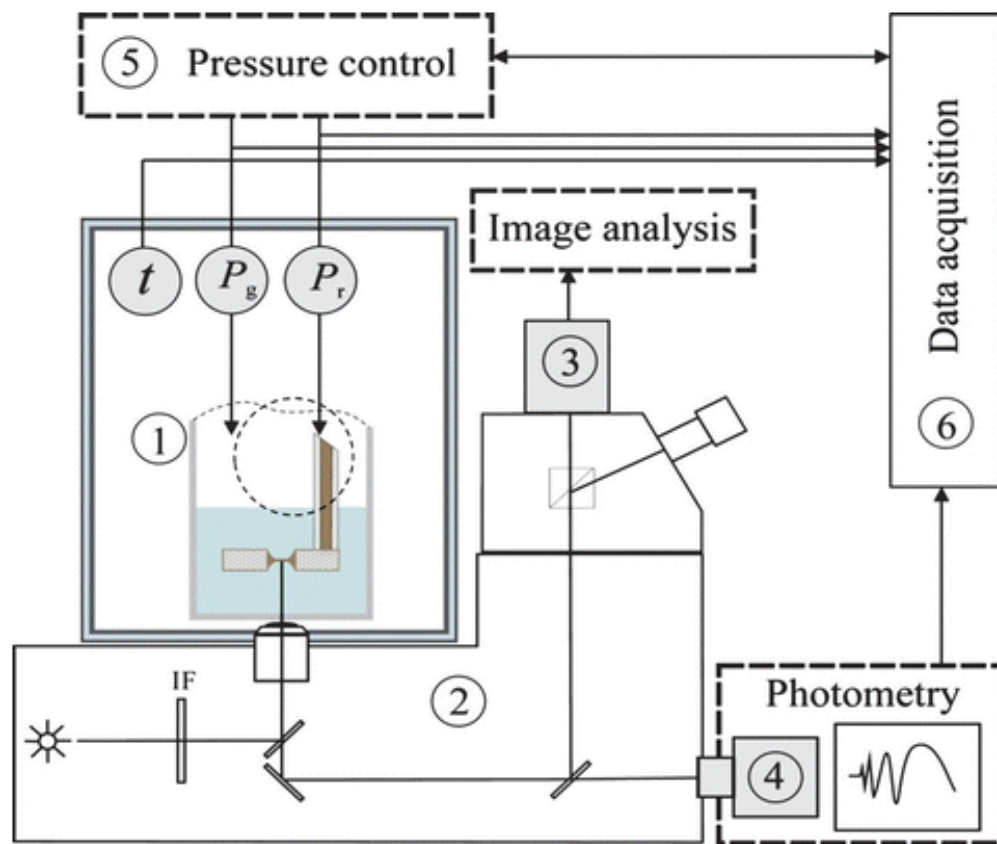 5 Pressure control
Data acquisition
6
Image analysis
t
Pg
Pr
3
1
IF
2
Photometry
4